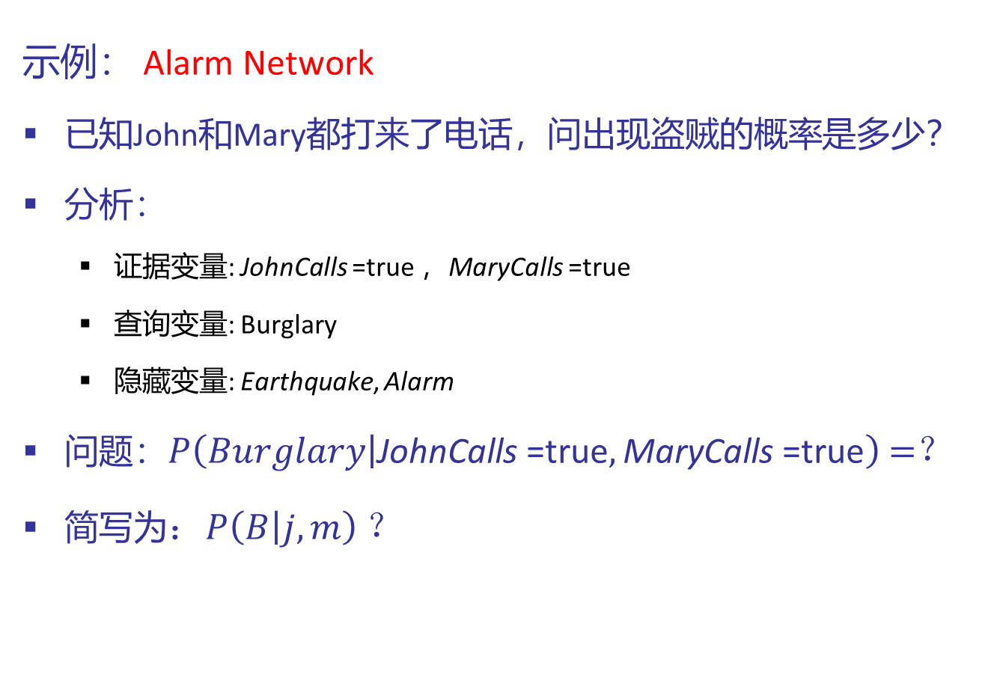 示例： Alarm Network
▪ 已知John和Mary都打来了电话，问出现盗贼的概率是多少？
▪ 分析：
▪ 证据变量: JohnCalls =true ，MaryCalls =true
▪ 查询变量: Burglary
▪ 隐藏变量: Earthquake, Alarm
▪ 问题：P(Burglary|JohnCalls =true, MaryCalls =true) =？
▪ 简写为：P(B|j,m) ？